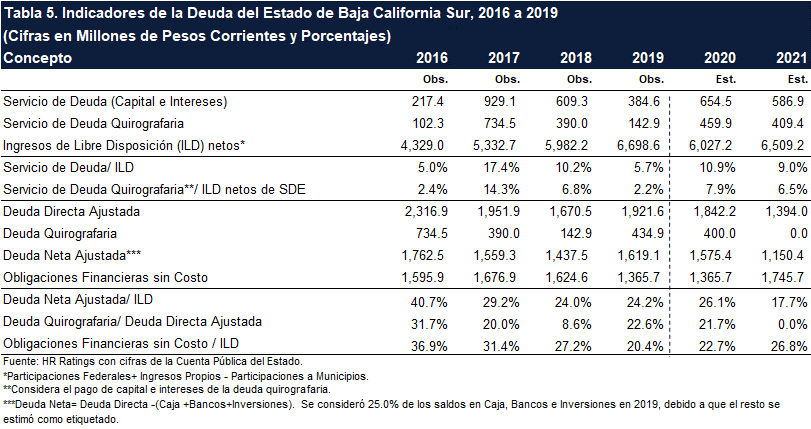 Tabla 5. Indicadores de la Deuda del Estado de Baja California Sur, 2016 a 2019
(Cifras en Millones de Pesos Corrientes y Porcentajes)
Concepto 2016 2017 2018 2019 2020 2021
Obs. Obs. Obs. Obs. Est. Est.
Servicio de Deuda (Capital e Intereses) 217.4 929.1 609.3 384.6 654.5 586.9
Servicio de Deuda Quirografaria 102.3 734.5 390.0 142.9 459.9 409.4
Ingresos de Libre Disposición (ILD) netos* 4,329.0 5,332.7 5,982.2 6,698.6 6,027.2 6,509.2
Servicio de Deuda/ ILD 5.0% 17.4% 10.2% 5.7% 10.9% 9.0%
Servicio de Deuda Quirografaria**/ ILD netos de SDE 2.4% 14.3% 6.8% 2.2% 7.9% 6.5%
Deuda Directa Ajustada 2,316.9 1,951.9 1,670.5 1,921.6 1,842.2 1,394.0
Deuda Quirografaria 734.5 390.0 142.9 434.9 400.0 0.0
Deuda Neta Ajustada*** 1,762.5 1,559.3 1,437.5 1,619.1 1,575.4 1,150.4
Obligaciones Financieras sin Costo 1,595.9 1,676.9 1,624.6 1,365.7 1,365.7 1,745.7
Deuda Neta Ajustada/ ILD 40.7% 29.2% 24.0% 24.2% 26.1% 17.7%
Deuda Quirografaria/ Deuda Directa Ajustada 31.7% 20.0% 8.6% 22.6% 21.7% 0.0%
Obligaciones Financieras sin Costo / ILD 36.9% 31.4% 27.2% 20.4% 22.7% 26.8%
Fuente: HR Ratings con cifras de la Cuenta Pública del Estado.
*Participaciones Federales+ Ingresos Propios - Participaciones a Municipios.
**Considera el pago de capital e intereses de la deuda quirografaria.
***Deuda Neta= Deuda Directa -(Caja +Bancos+Inversiones). Se consideró 25.0% de los saldos en Caja, Bancos e Inversiones en 2019, debido a que el resto se
estimó como etiquetado.